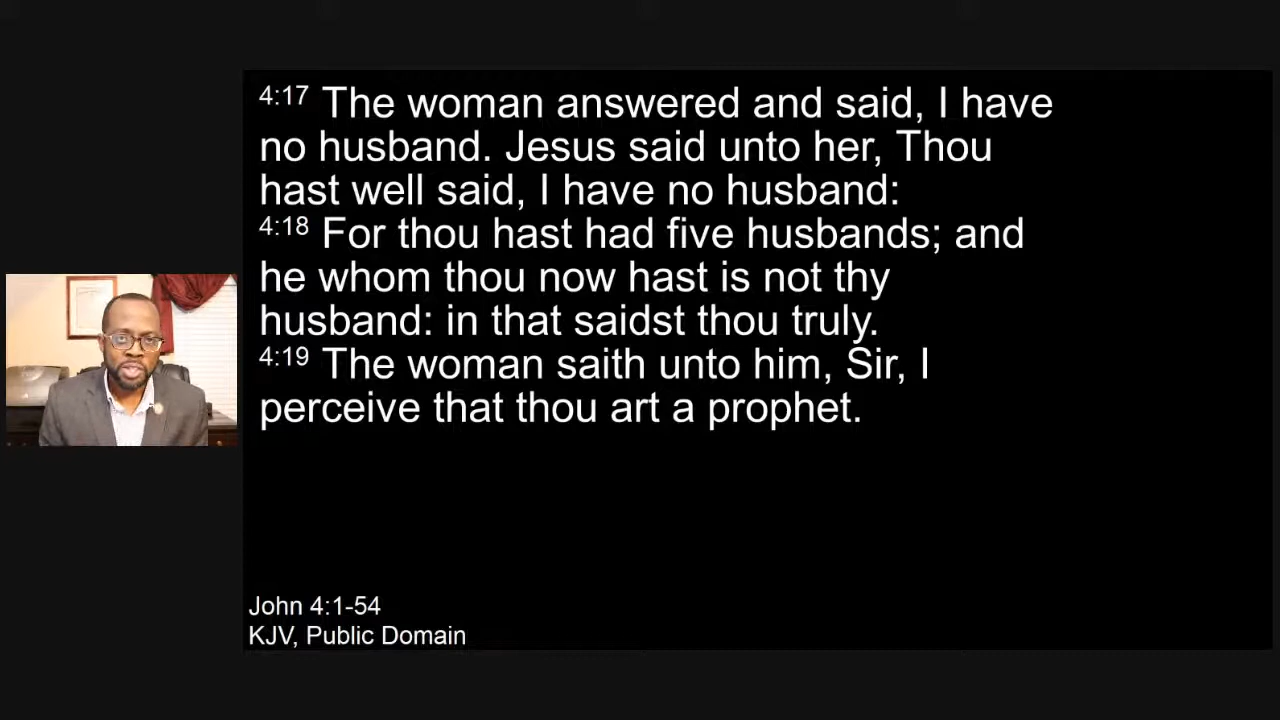 4:17 The woman answered and said, I have
no husband. Jesus said unto her, Thou
hast well said, I have no husband:
4:18 For thou hast had five husbands; and
he whom thou now hast is not thy
husband: in that saidst thou truly.
4:19 The woman saith unto him, Sir, I
perceive that thou art a prophet.
John 4:1-54
KJV, Public Domain